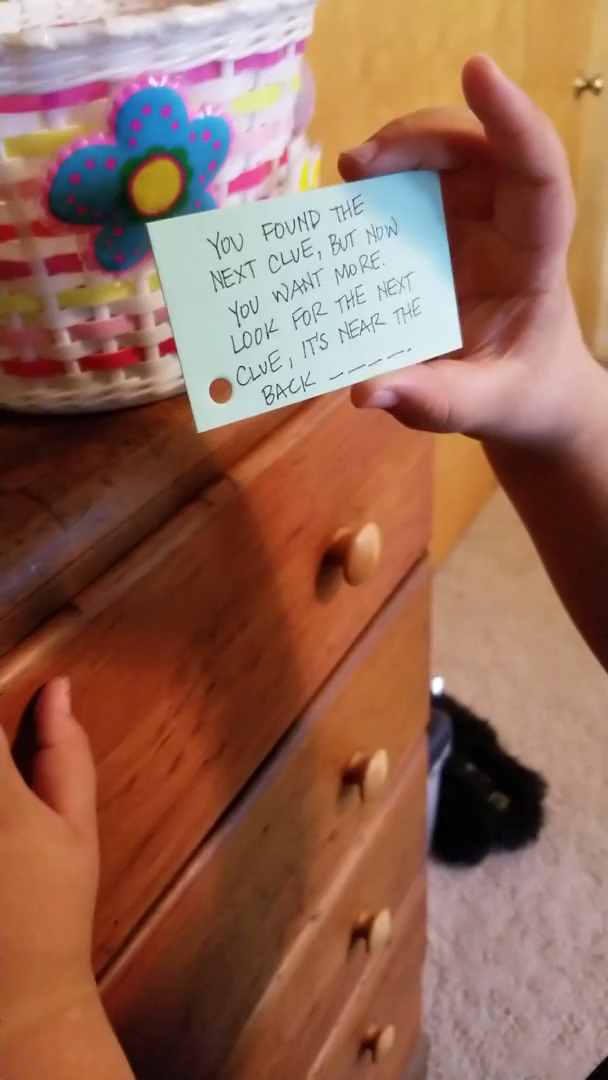 YOU FOUND THE
NEXT CLUE, BUT NOW
YOU WANT MORE.
LOOK FOR THE NEXT
CLUE, IT'S NEAR THE
BACK _ _ _ _.